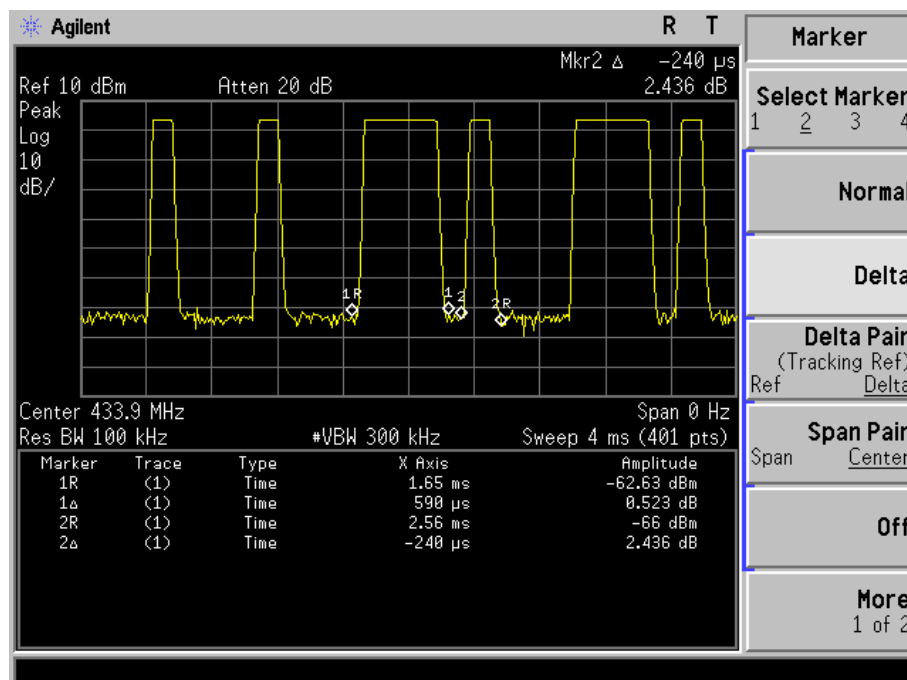 Agilent R T
Mkr2 Δ -240 µs
Ref 10 dBm Atten 20 dB 2.436 dB
Peak
Log
10
dB/
1R 1 2 2R
Center 433.9 MHz Span 0 Hz
Res BW 100 kHz #VBW 300 kHz Sweep 4 ms (401 pts)
Marker Trace Type X Axis Amplitude
1R (1) Time 1.65 ms -62.63 dBm
1Δ (1) Time 590 µs 0.523 dB
2R (1) Time 2.56 ms -66 dBm
2Δ (1) Time -240 µs 2.436 dB
Marker
Select Marker
1 2 3 4
Normal
Delta
Delta Pair
(Tracking Ref)
Ref Delta
Span Pair
Span Center
Off
More
1 of 2